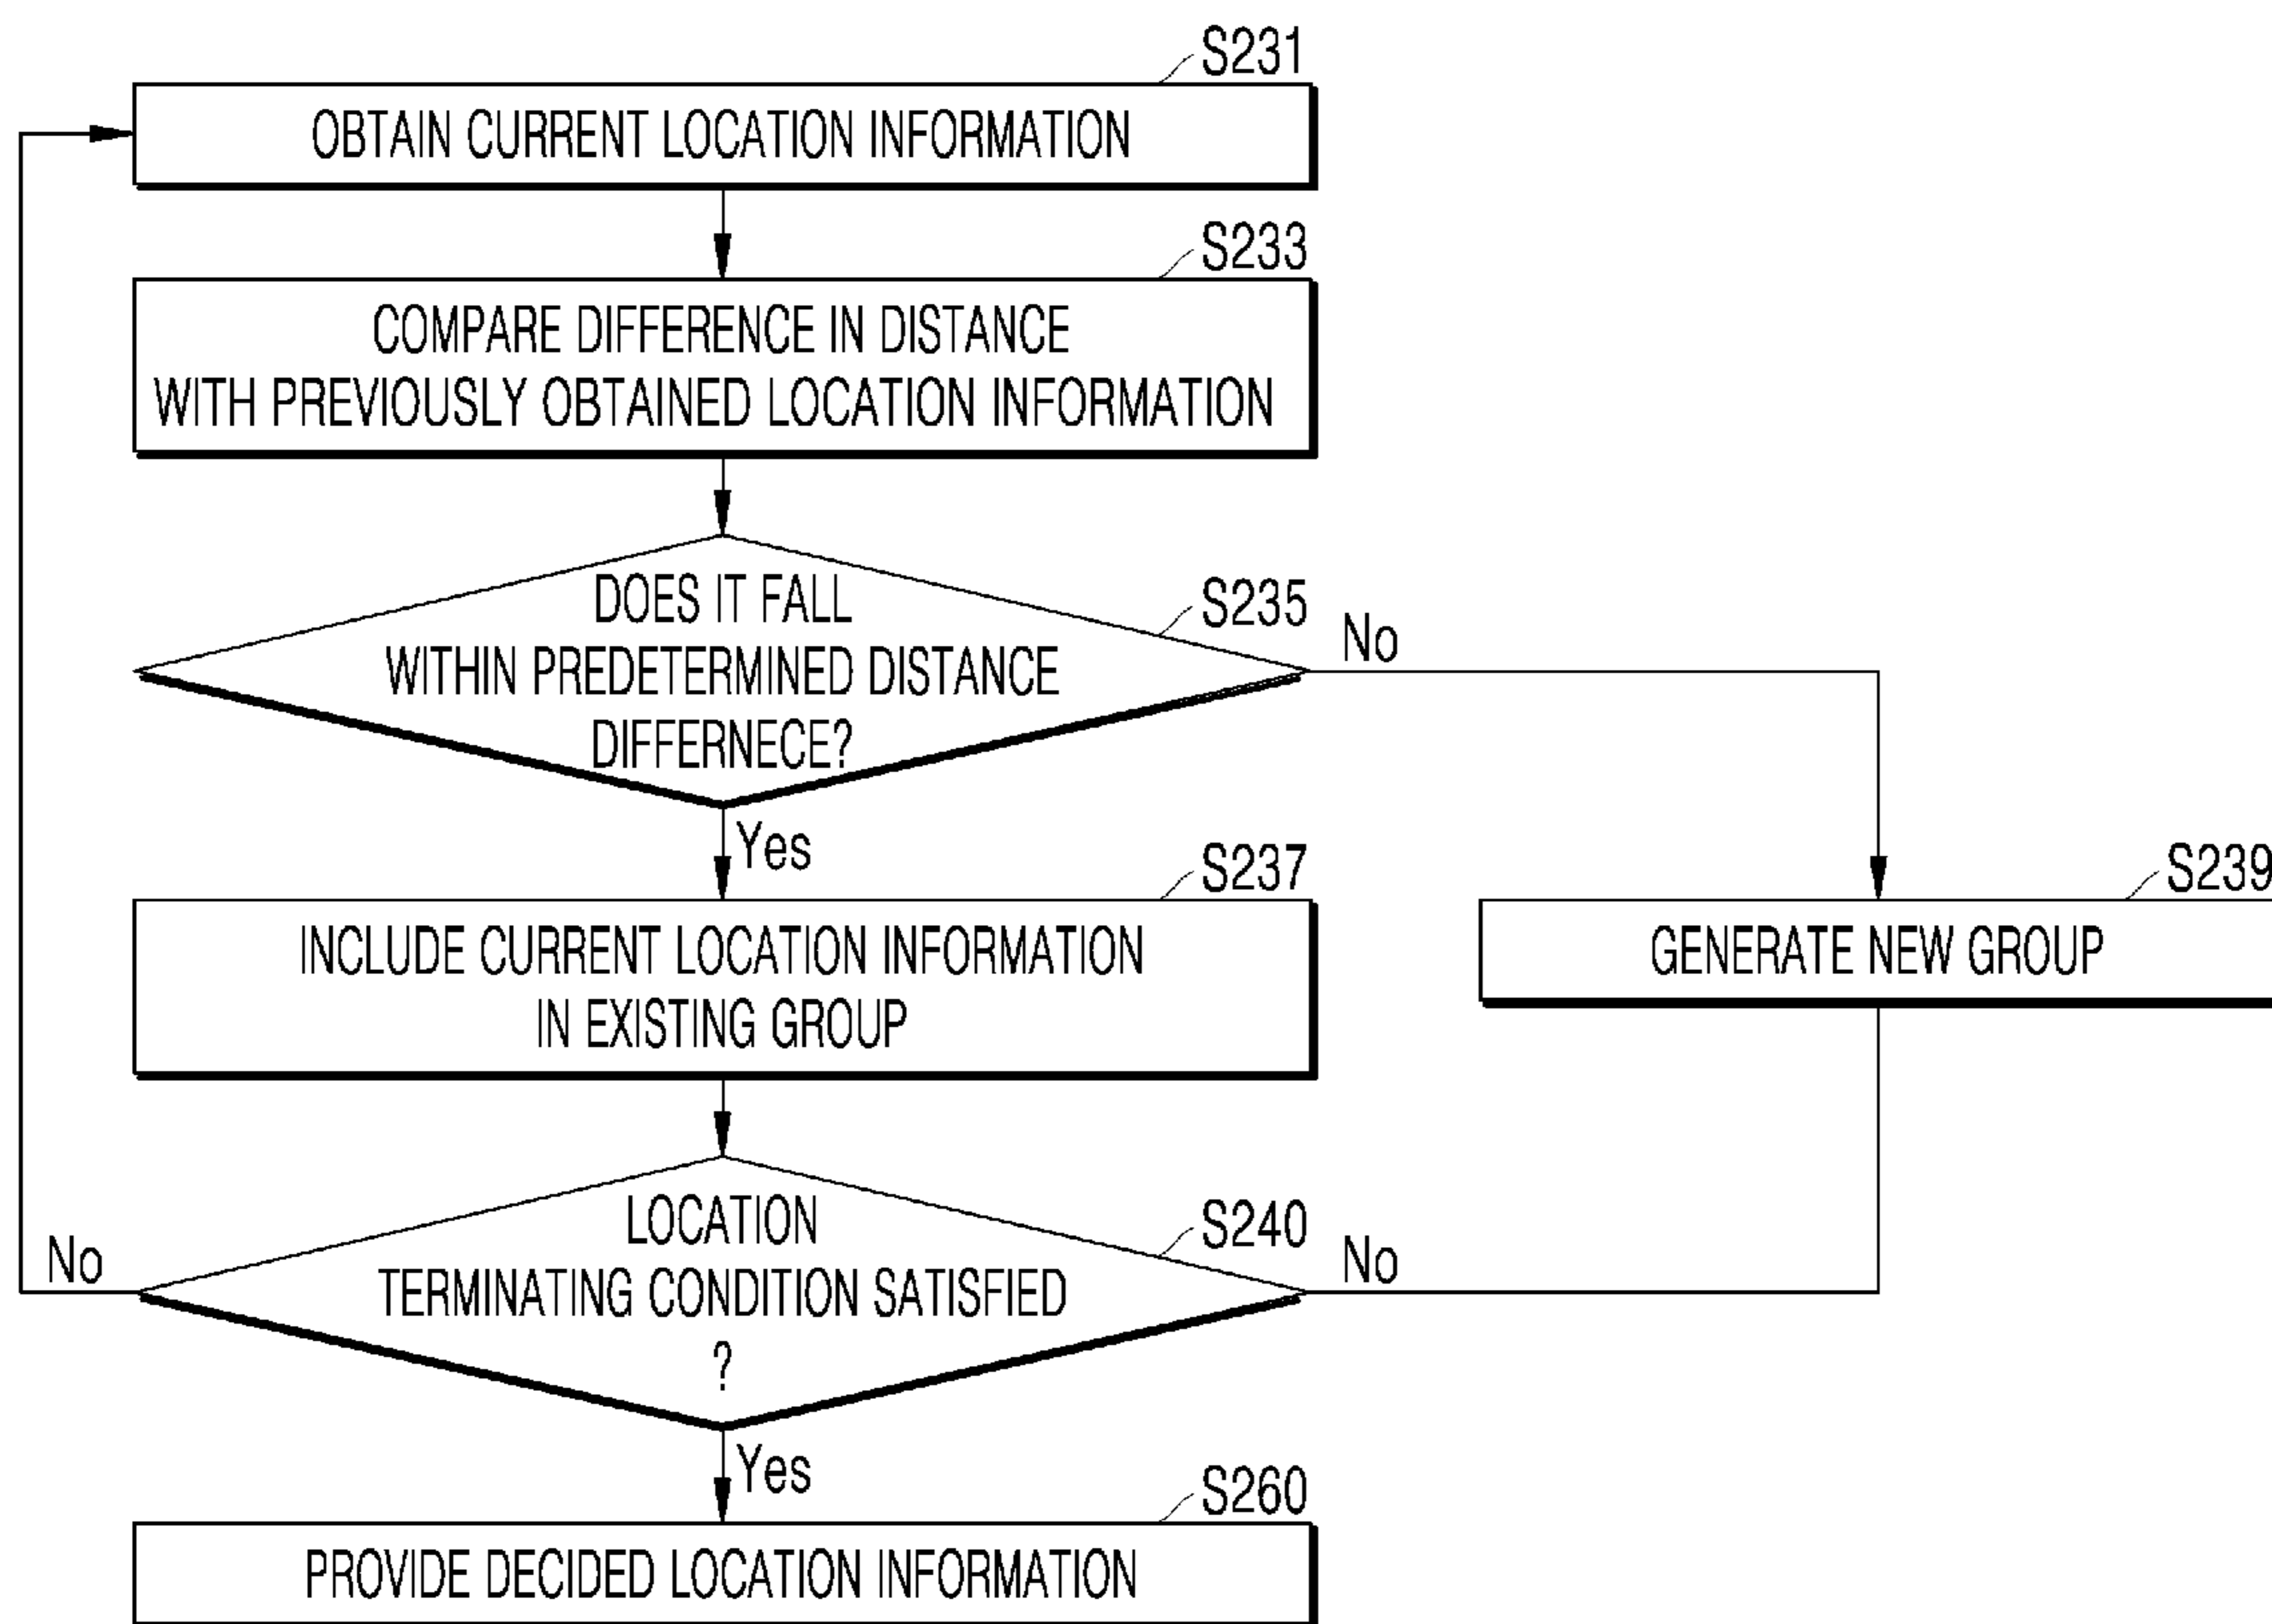 S231
OBTAIN CURRENT LOCATION INFORMATION
S233
COMPARE DIFFERENCE IN DISTANCE
WITH PREVIOUSLY OBTAINED LOCATION INFORMATION
S235
DOES IT FALL
WITHIN PREDETERMINED DISTANCE
DIFFERNECE?
No
Yes
S237
INCLUDE CURRENT LOCATION INFORMATION
IN EXISTING GROUP
S239
GENERATE NEW GROUP
S240
LOCATION
TERMINATING CONDITION SATISFIED
?
No
No
Yes
S260
PROVIDE DECIDED LOCATION INFORMATION